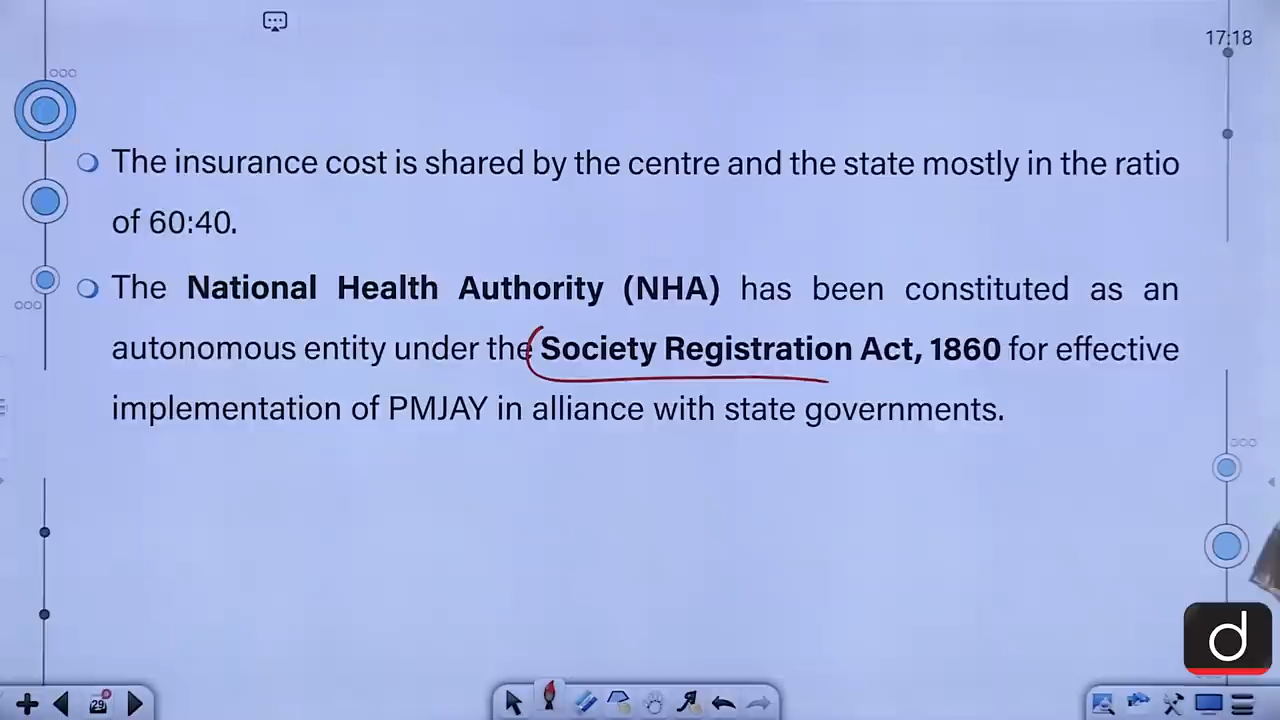 17:18
The insurance cost is shared by the centre and the state mostly in the ratio
of 60:40.
The National Health Authority (NHA) has been constituted as an
autonomous entity under the Society Registration Act, 1860 for effective
implementation of PMJAY in alliance with state governments.
d
29